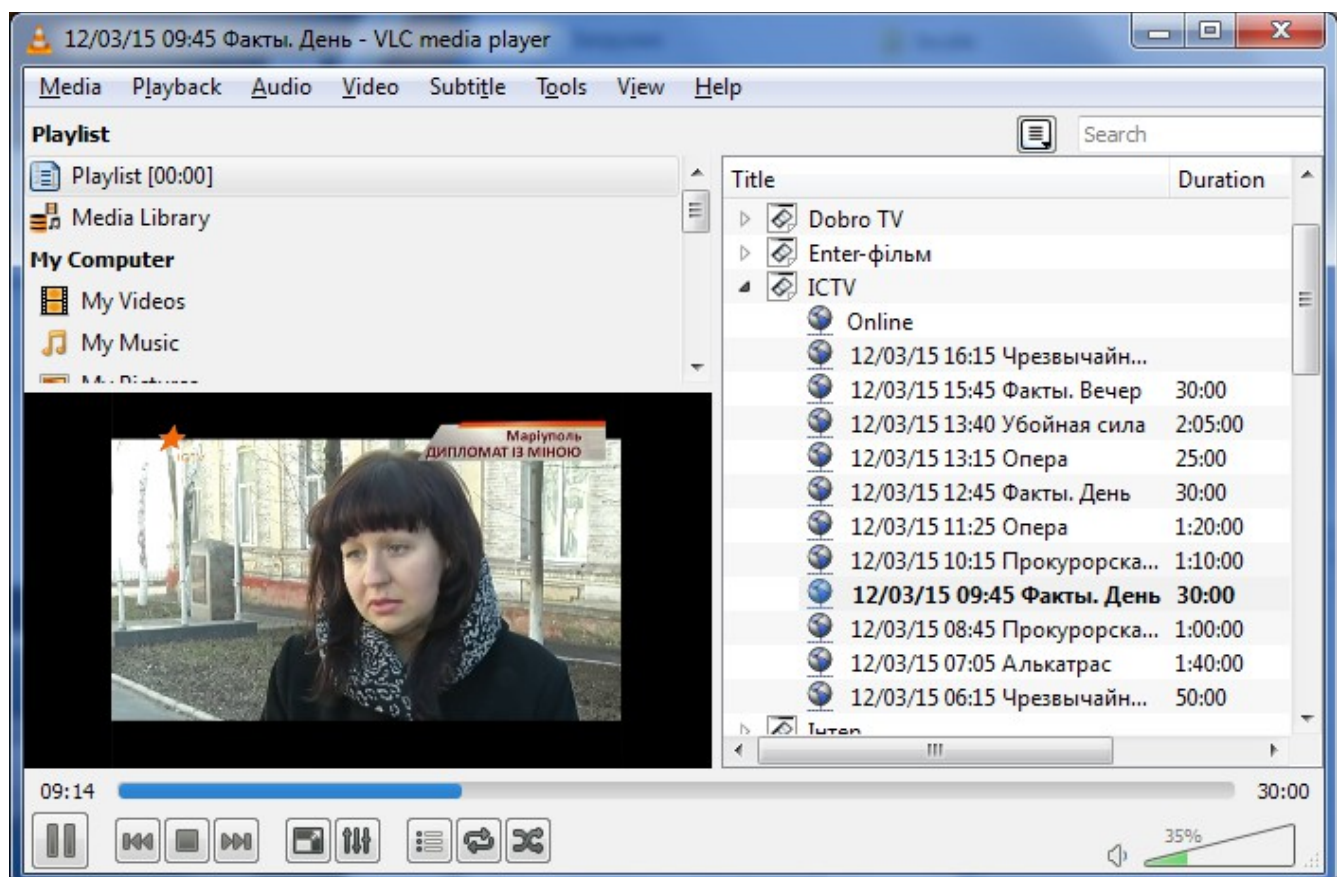 12/03/15 09:45 Факты. День - VLC media player
Media Playback Audio Video Subtitle Tools View Help
Playlist
Search
Playlist [00:00]
Media Library
My Computer
My Videos
My Music
My Pictures
Маріуполь
ДИПЛОМАТ ІЗ МІНОЮ
ICTV
Title Duration
Dobro TV
Enter-фільм
ICTV
Online
12/03/15 16:15 Чрезвычайн...
12/03/15 15:45 Факты. Вечер 30:00
12/03/15 13:40 Убойная сила 2:05:00
12/03/15 13:15 Опера 25:00
12/03/15 12:45 Факты. День 30:00
12/03/15 11:25 Опера 1:20:00
12/03/15 10:15 Прокурорска... 1:10:00
12/03/15 09:45 Факты. День 30:00
12/03/15 08:45 Прокурорска... 1:00:00
12/03/15 07:05 Алькатрас 1:40:00
12/03/15 06:15 Чрезвычайн... 50:00
Інтер
09:14 30:00
35%